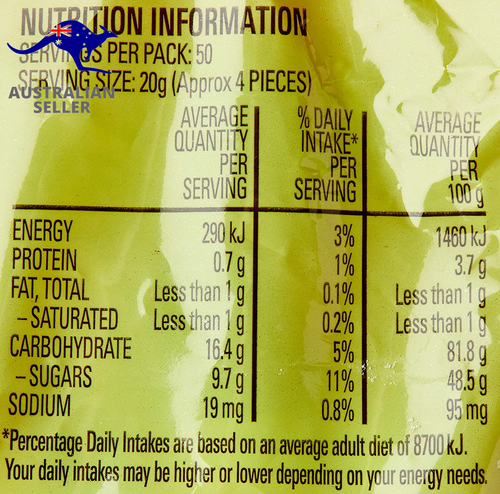 NUTRITION INFORMATION
SERVINGS PER PACK: 50
SERVING SIZE: 20g (Approx 4 PIECES)
AUSTRALIAN
SELLER
AVERAGE QUANTITY PER SERVING % DAILY INTAKE* PER SERVING AVERAGE QUANTITY PER 100 g
ENERGY 290 kJ 3% 1460 kJ
PROTEIN 0.7 g 1% 3.7 g
FAT, TOTAL Less than 1 g 0.1% Less than 1 g
– SATURATED Less than 1 g 0.2% Less than 1 g
CARBOHYDRATE 16.4 g 5% 81.8 g
– SUGARS 9.7 g 11% 48.5 g
SODIUM 19 mg 0.8% 95 mg
*Percentage Daily Intakes are based on an average adult diet of 8700 kJ.
Your daily intakes may be higher or lower depending on your energy needs.